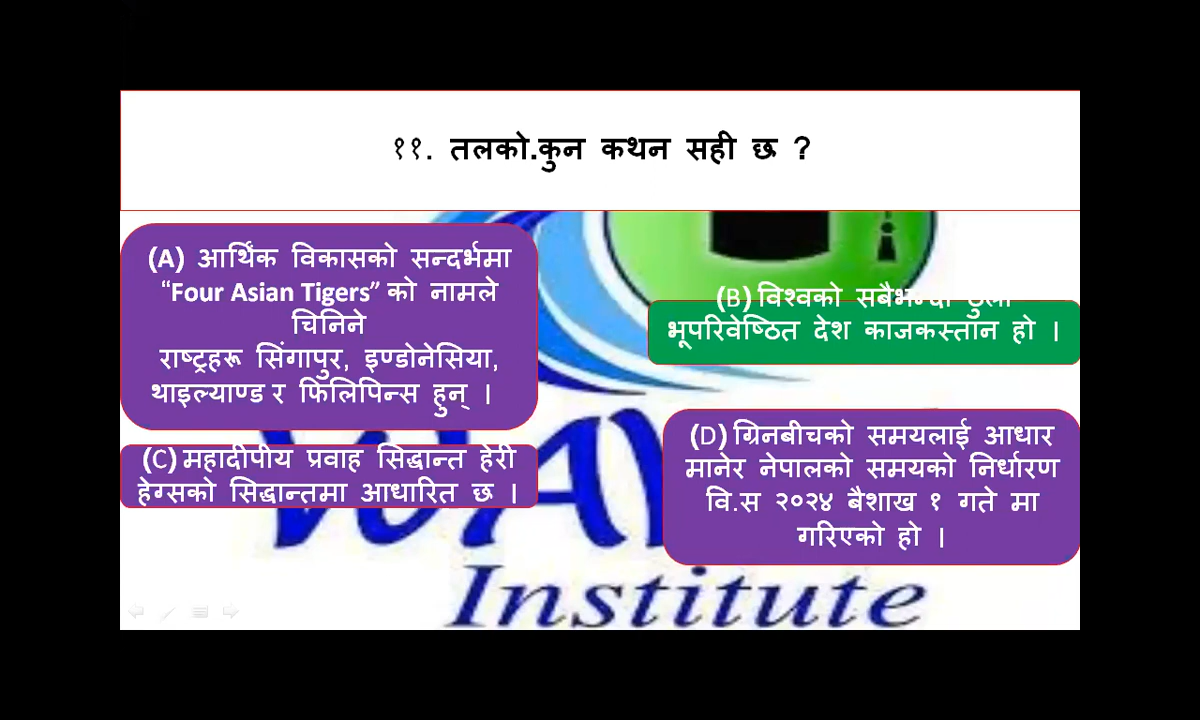 ११. तलको.कुन कथन सही छ ?
(A) आर्थिक विकासको सन्दर्भमा
“Four Asian Tigers” को नामले
चिनिने
राष्ट्रहरू सिंगापुर, इण्डोनेसिया,
थाइल्याण्ड र फिलिपिन्स हुन् ।
(B) विश्वको सबैभन्दा ठुलो
भूपरिवेष्ठित देश काजकस्तान हो ।
(C) महादीपीय प्रवाह सिद्धान्त हेरी
हेग्सको सिद्धान्तमा आधारित छ ।
(D) ग्रिनबीचको समयलाई आधार
मानेर नेपालको समयको निर्धारण
वि.स २०२४ बैशाख १ गते मा
गरिएको हो ।
WAVE
Institute